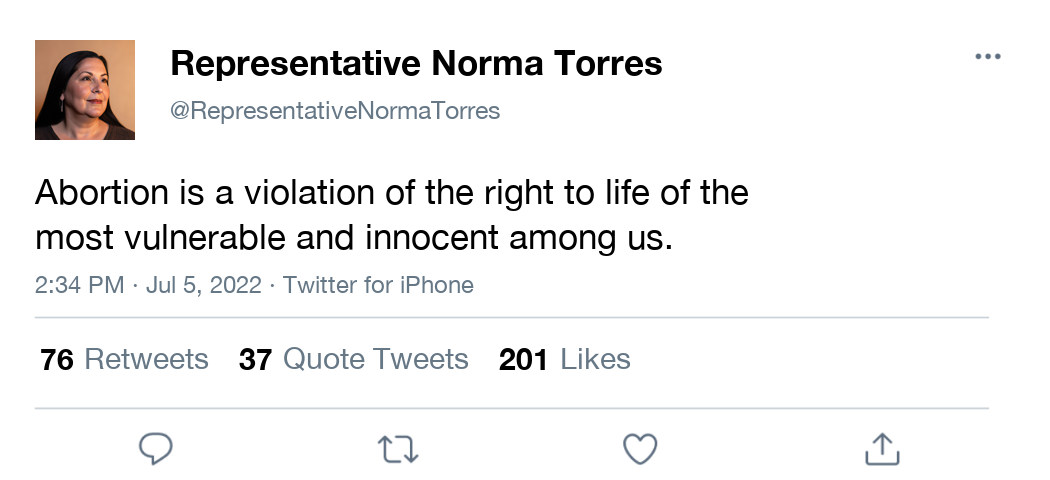 Representative Norma Torres
@RepresentativeNormaTorres
Abortion is a violation of the right to life of the
most vulnerable and innocent among us.
2:34 PM · Jul 5, 2022 · Twitter for iPhone
76 Retweets 37 Quote Tweets 201 Likes